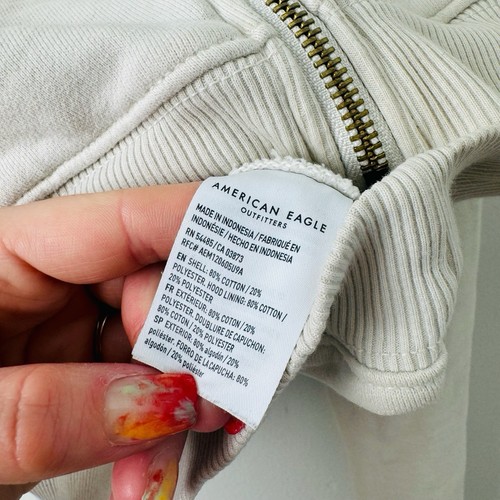 AMERICAN EAGLE
OUTFITTERS
MADE IN INDONESIA / FABRIQUÉ EN
INDONÉSIE / HECHO EN INDONESIA
RN 54485 / CA 03873
RFC# AEM120605U9A
EN SHELL: 80% COTTON / 20%
POLYESTER. HOOD LINING: 80% COTTON /
20% POLYESTER
FR EXTERIEUR: 80% COTON / 20%
POLYESTER. DOUBLURE DE CAPUCHON:
80% COTON / 20% POLYESTER
SP EXTERIOR: 80% algodón / 20%
poliéster. FORRO DE LA CAPUCHA: 80%
algodón / 20% poliéster